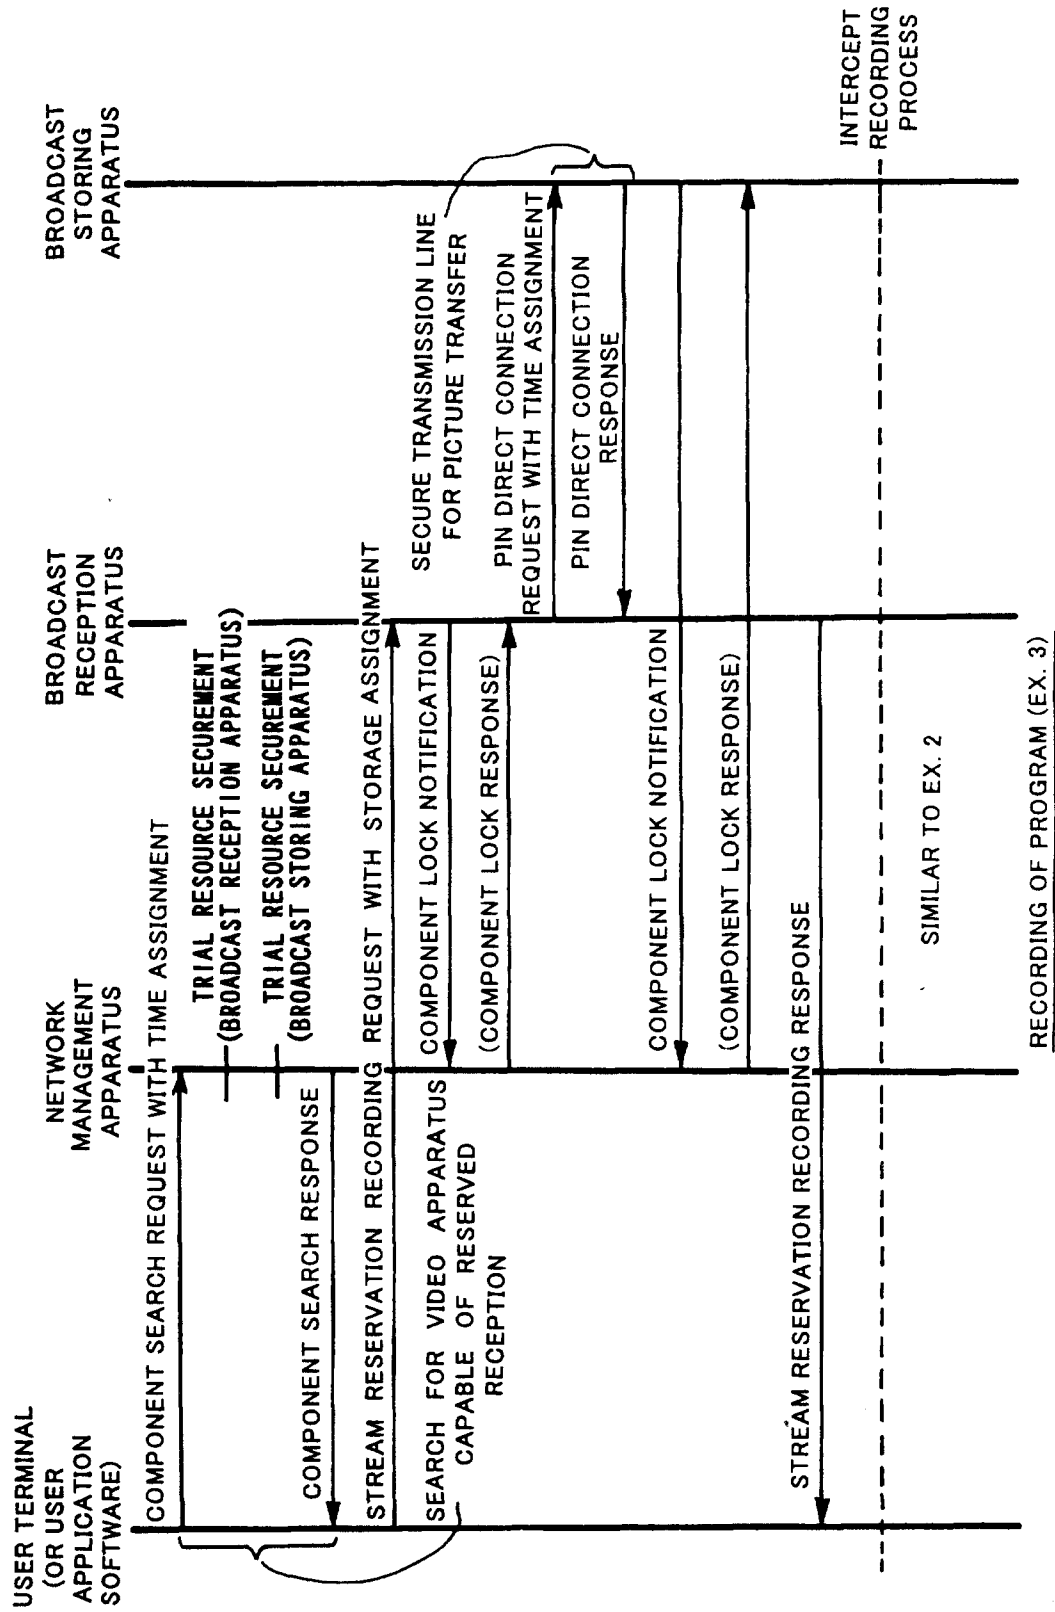 USER TERMINAL
(OR USER
APPLICATION
SOFTWARE)
NETWORK
MANAGEMENT
APPARATUS
BROADCAST
RECEPTION
APPARATUS
BROADCAST
STORING
APPARATUS
COMPONENT SEARCH REQUEST WITH TIME ASSIGNMENT
TRIAL RESOURCE SECUREMENT
(BROADCAST RECEPTION APPARATUS)
TRIAL RESOURCE SECUREMENT
(BROADCAST STORING APPARATUS)
COMPONENT SEARCH RESPONSE
STREAM RESERVATION RECORDING REQUEST WITH STORAGE ASSIGNMENT
SEARCH FOR VIDEO APPARATUS
CAPABLE OF RESERVED
RECEPTION
COMPONENT LOCK NOTIFICATION
(COMPONENT LOCK RESPONSE)
SECURE TRANSMISSION LINE
FOR PICTURE TRANSFER
PIN DIRECT CONNECTION
REQUEST WITH TIME ASSIGNMENT
PIN DIRECT CONNECTION
RESPONSE
COMPONENT LOCK NOTIFICATION
(COMPONENT LOCK RESPONSE)
STREAM RESERVATION RECORDING RESPONSE
INTERCEPT
RECORDING
PROCESS
SIMILAR TO EX. 2
RECORDING OF PROGRAM (EX. 3)